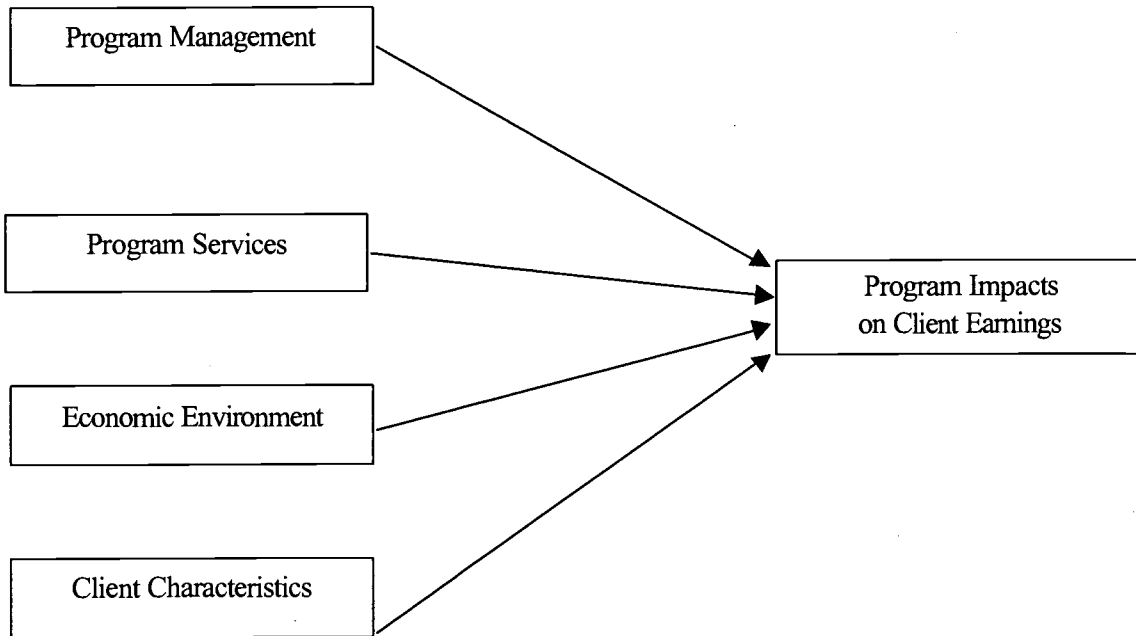 Program Management
Program Services
Program Impacts
on Client Earnings
Economic Environment
Client Characteristics